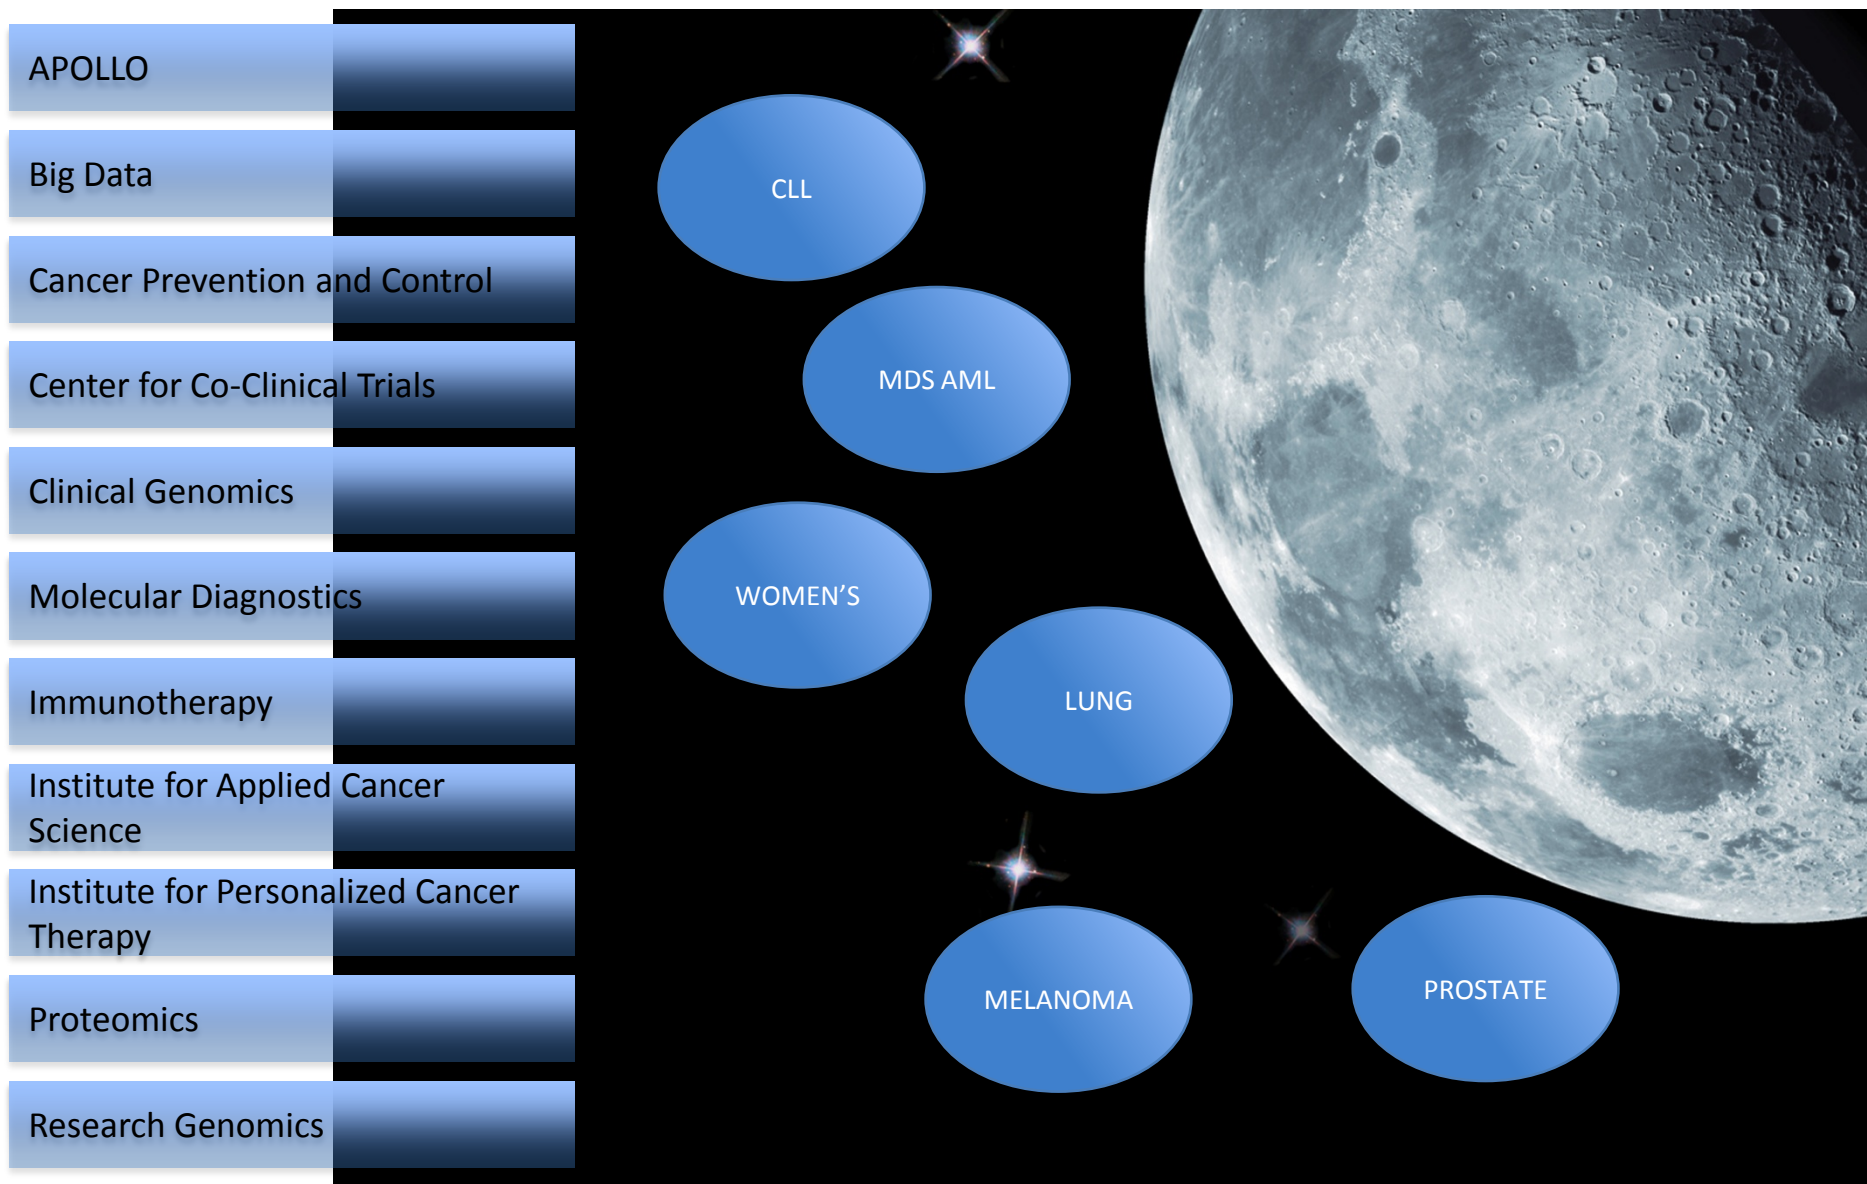 APOLLO
Big Data
Cancer Prevention and Control
Center for Co-Clinical Trials
Clinical Genomics
Molecular Diagnostics
Immunotherapy
Institute for Applied Cancer
Science
Institute for Personalized Cancer
Therapy
Proteomics
Research Genomics
CLL
MDS AML
WOMEN’S
LUNG
MELANOMA
PROSTATE